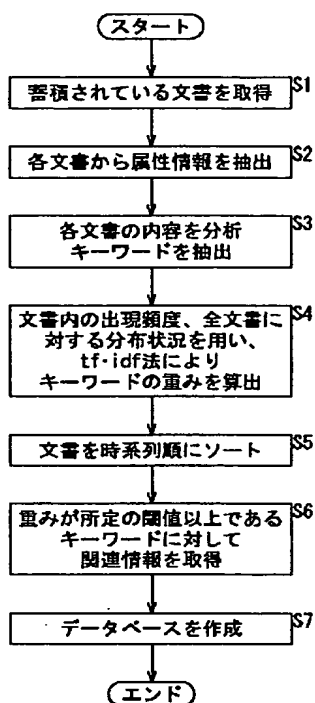 スタート
S1
蓄積されている文書を取得
S2
各文書から属性情報を抽出
S3
各文書の内容を分析
キーワードを抽出
S4
文書内の出現頻度、全文書に
対する分布状況を用い、
tf・idf法により
キーワードの重みを算出
S5
文書を時系列順にソート
S6
重みが所定の閾値以上である
キーワードに対して
関連情報を取得
S7
データベースを作成
エンド